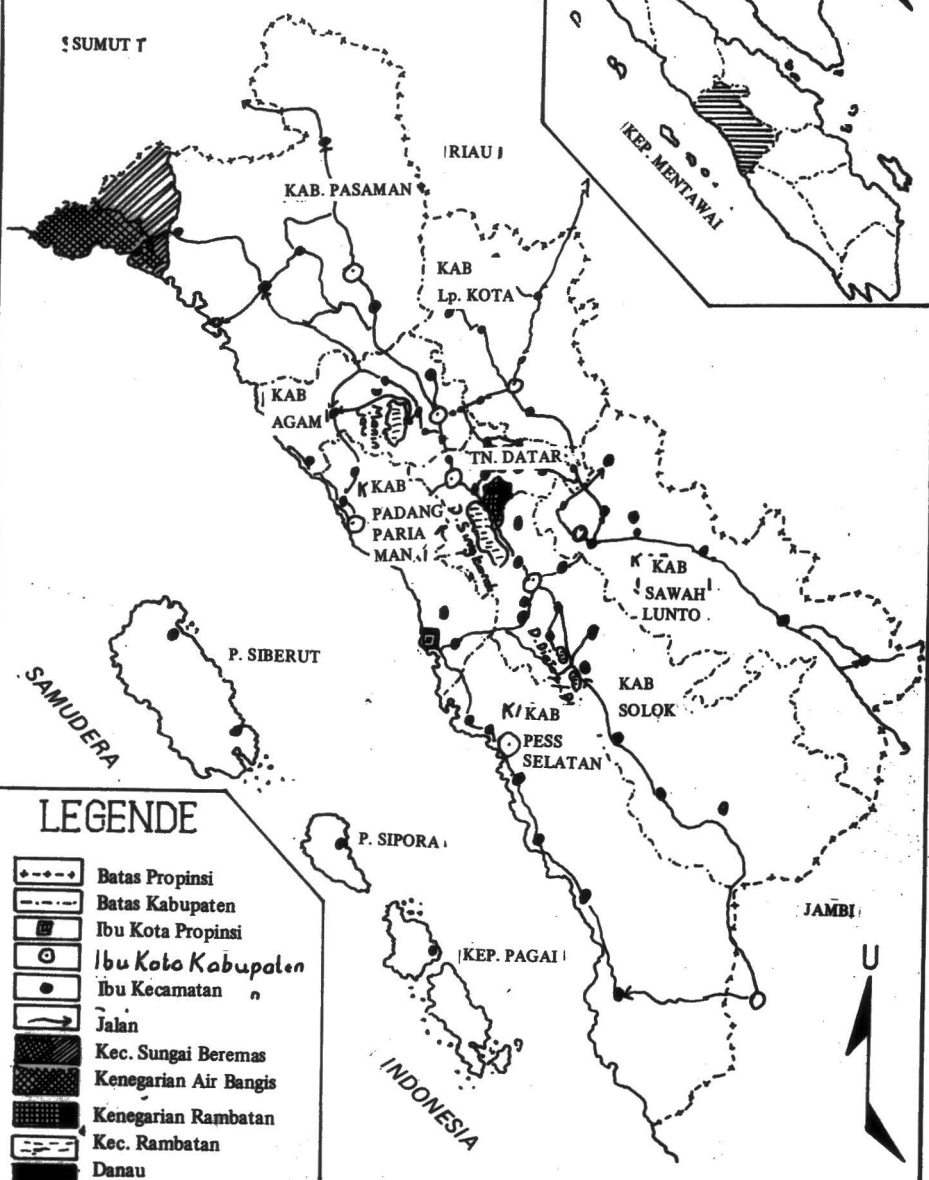 SUMUT
RIAU
KAB. PASAMAN
KEP. MENTAWAI
KAB
Lp. KOTA
KAB
AGAM
TN. DATAR
KAB
PADANG
PARIA
MAN.
KAB
SAWAH
LUNTO
P. SIBERUT
KAB
SOLOK
KAB
PESS
SELATAN
SAMUDERA
P. SIPORA
JAMBI
KEP. PAGAI
U
INDONESIA
LEGENDE
Batas Propinsi
Batas Kabupaten
Ibu Kota Propinsi
Ibu Kota Kabupaten
Ibu Kecamatan
Jalan
Kec. Sungai Beremas
Kenegarian Air Bangis
Kenegarian Rambatan
Kec. Rambatan
Danau